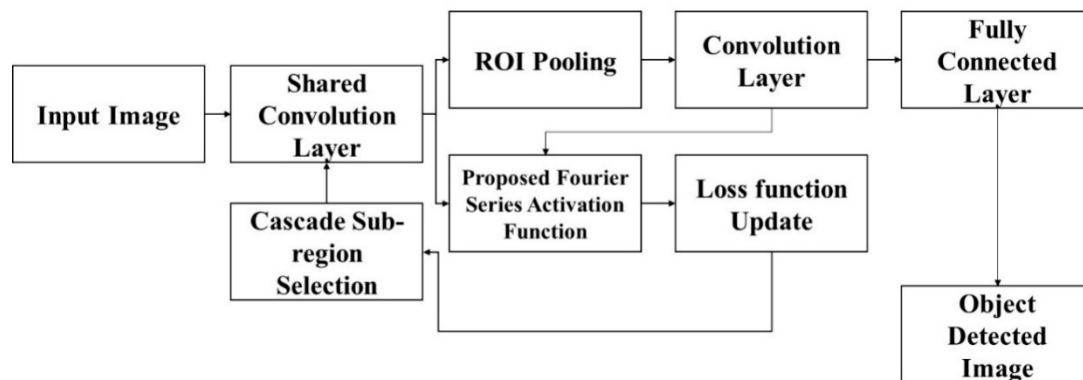 Input Image
Shared
Convolution
Layer
ROI Pooling
Convolution
Layer
Fully
Connected
Layer
Cascade Sub-
region
Selection
Proposed Fourier
Series Activation
Function
Loss function
Update
Object
Detected
Image